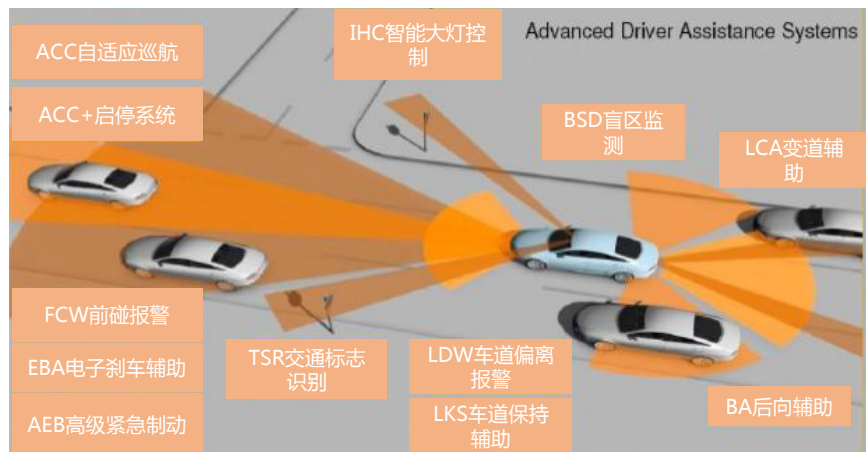 Advanced Driver Assistance Systems
ACC自适应巡航
ACC+启停系统
IHC智能大灯控
制
BSD盲区监
测
LCA变道辅
助
FCW前碰报警
EBA电子刹车辅助
AEB高级紧急制动
TSR交通标志
识别
LDW车道偏离
报警
LKS车道保持
辅助
BA后向辅助